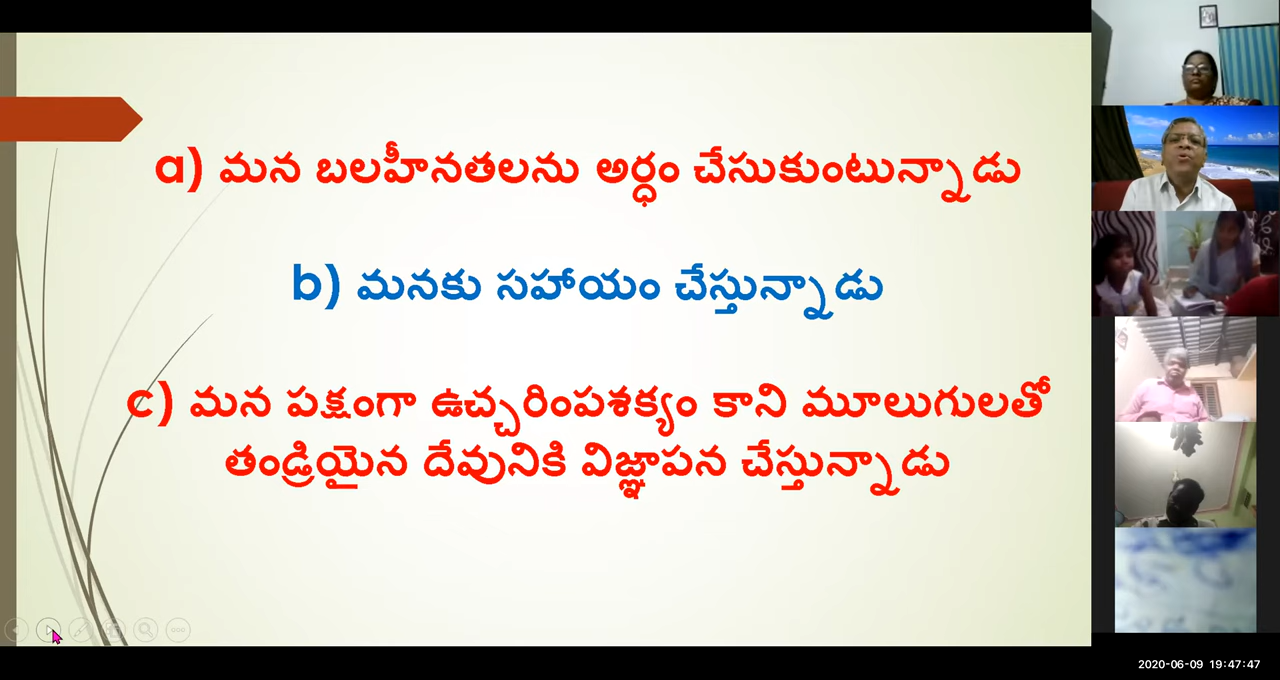 a) మన బలహీనతలను అర్ధం చేసుకుంటున్నాడు
b) మనకు సహాయం చేస్తున్నాడు
c) మన పక్షంగా ఉచ్చరింపశక్యం కాని మూలుగులతో
తండ్రియైన దేవునికి విజ్ఞాపన చేస్తున్నాడు
2020-06-09 19:47:47